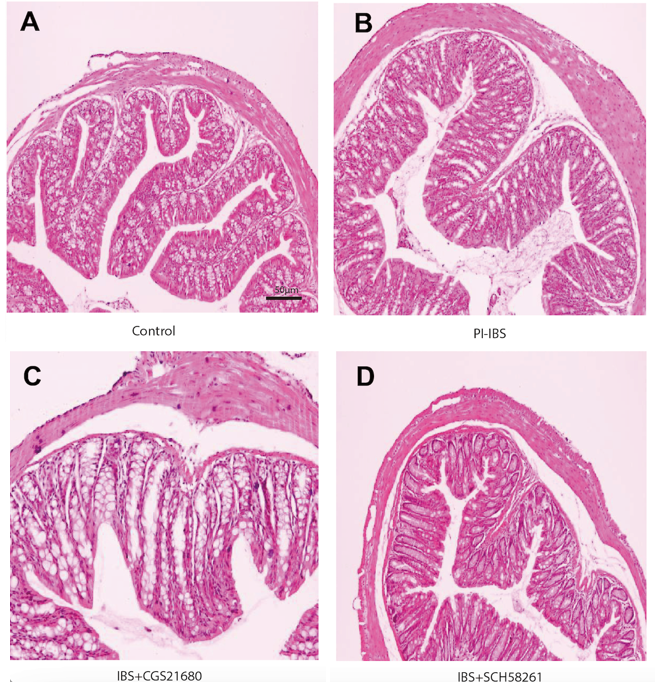 A
B
50μm
Control
PI-IBS
C
D
IBS+CGS21680
IBS+SCH58261